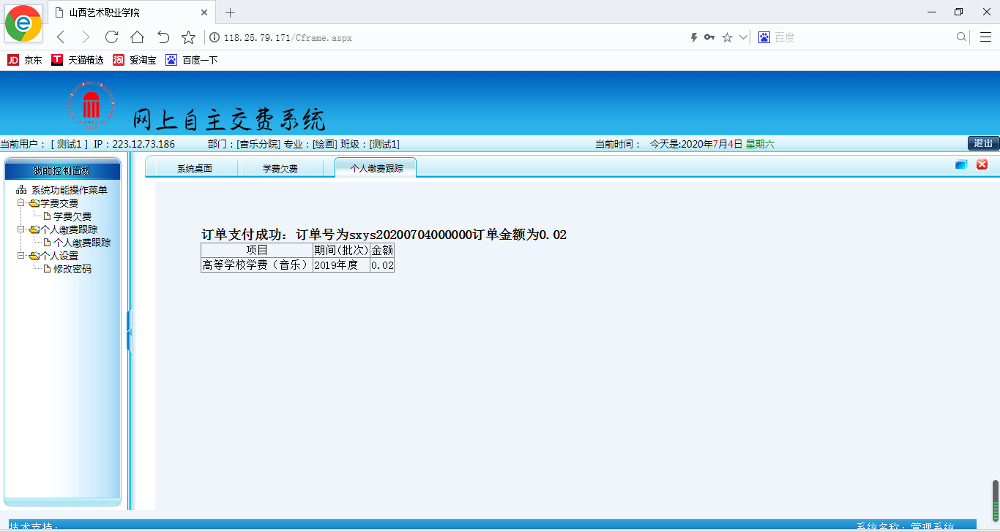 山西艺术职业学院
118.25.79.171/Cframe.aspx
百度
JD 京东 T 天猫精选 淘 爱淘宝 百度一下
网上自主交费系统
当前用户： [ 测试1 ] IP：223.12.73.186 部门：[音乐分院] 专业：[绘画] 班级：[测试1] 当前时间： 今天是:2020年7月4日 星期六 退出
我的控制面板
系统桌面 学费欠费 个人缴费跟踪
系统功能操作菜单
学费交费
学费欠费
个人缴费跟踪
个人缴费跟踪
个人设置
修改密码
订单支付成功：订单号为sxys20200704000000订单金额为0.02
项目 期间(批次) 金额
高等学校学费（音乐） 2019年度 0.02
技术支持： 系统名称：管理系统